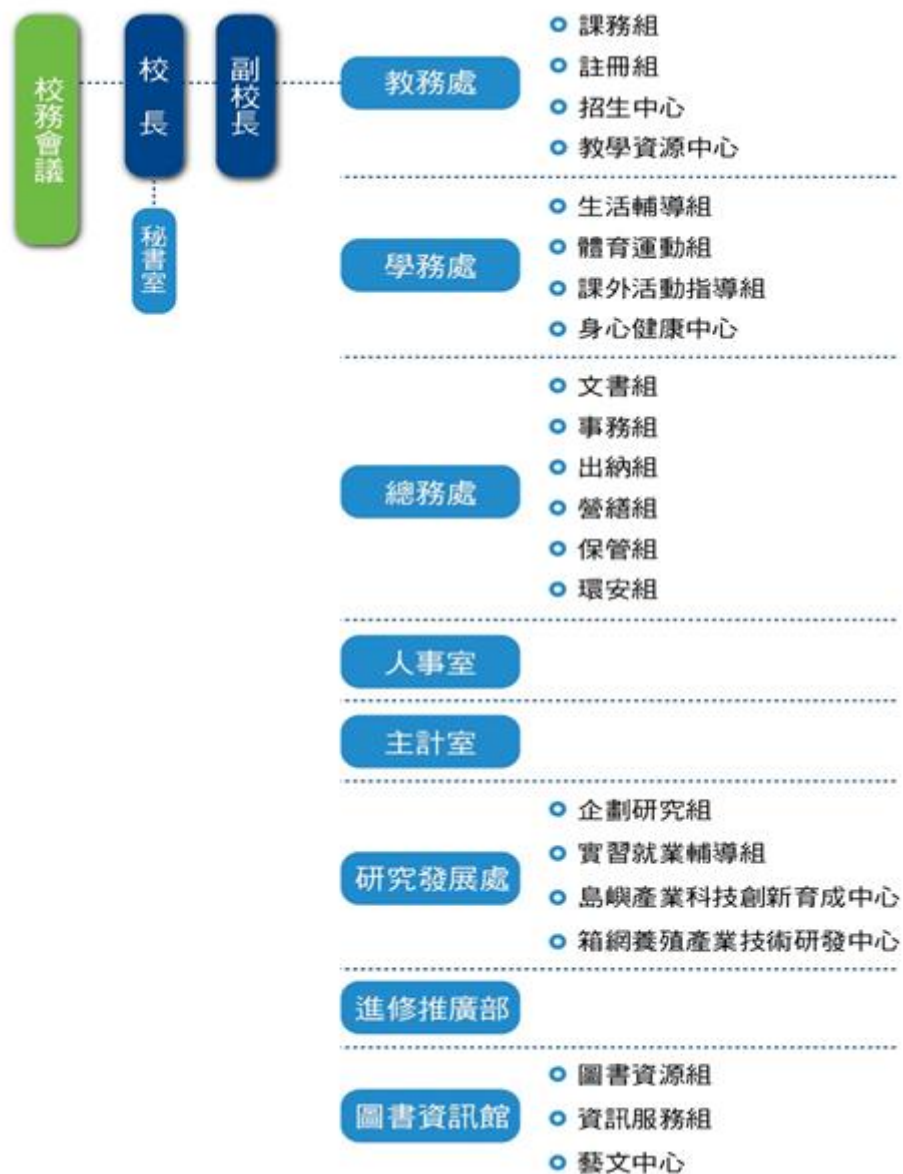 校務會議
校長
副校長
秘書室
教務處
課務組
註冊組
招生中心
教學資源中心
學務處
生活輔導組
體育運動組
課外活動指導組
身心健康中心
總務處
文書組
事務組
出納組
營繕組
保管組
環安組
人事室
主計室
研究發展處
企劃研究組
實習就業輔導組
島嶼產業科技創新育成中心
箱網養殖產業技術研發中心
進修推廣部
圖書資訊館
圖書資源組
資訊服務組
藝文中心